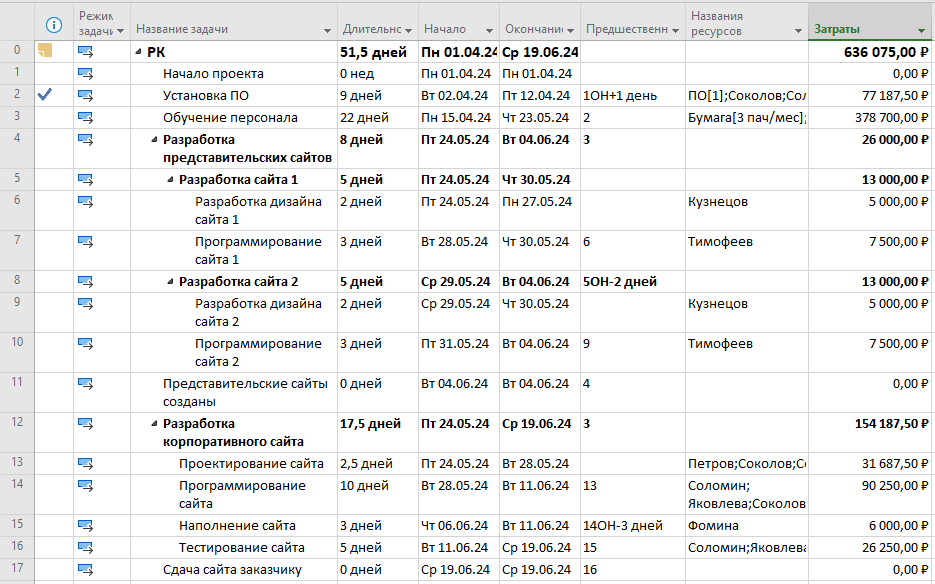 Режим задачи Название задачи Длительнс Начало Окончани Предшественн Названия ресурсов Затраты
0 РК 51,5 дней Пн 01.04.24 Ср 19.06.24 636 075,00 ₽
1 Начало проекта 0 нед Пн 01.04.24 Пн 01.04.24 0,00 ₽
2 Установка ПО 9 дней Вт 02.04.24 Пт 12.04.24 1ОН+1 день ПО[1];Соколов;Сол 77 187,50 ₽
3 Обучение персонала 22 дней Пн 15.04.24 Чт 23.05.24 2 Бумага[3 пач/мес]; 378 700,00 ₽
4 Разработка 8 дней Пт 24.05.24 Вт 04.06.24 3 26 000,00 ₽
представительских сайтов
5 Разработка сайта 1 5 дней Пт 24.05.24 Чт 30.05.24 13 000,00 ₽
6 Разработка дизайна 2 дней Пт 24.05.24 Пн 27.05.24 Кузнецов 5 000,00 ₽
сайта 1
7 Программирование 3 дней Вт 28.05.24 Чт 30.05.24 6 Тимофеев 7 500,00 ₽
сайта 1
8 Разработка сайта 2 5 дней Ср 29.05.24 Вт 04.06.24 5ОН-2 дней 13 000,00 ₽
9 Разработка дизайна 2 дней Ср 29.05.24 Чт 30.05.24 Кузнецов 5 000,00 ₽
сайта 2
10 Программирование 3 дней Пт 31.05.24 Вт 04.06.24 9 Тимофеев 7 500,00 ₽
сайта 2
11 Представительские сайты 0 дней Вт 04.06.24 Вт 04.06.24 4 0,00 ₽
созданы
12 Разработка 17,5 дней Пт 24.05.24 Ср 19.06.24 3 154 187,50 ₽
корпоративного сайта
13 Проектирование сайта 2,5 дней Пт 24.05.24 Вт 28.05.24 Петров;Соколов;Сс 31 687,50 ₽
14 Программирование 10 дней Вт 28.05.24 Вт 11.06.24 13 Соломин; 90 250,00 ₽
сайта Яковлева;Соколов
15 Наполнение сайта 3 дней Чт 06.06.24 Вт 11.06.24 14ОН-3 дней Фомина 6 000,00 ₽
16 Тестирование сайта 5 дней Вт 11.06.24 Ср 19.06.24 15 Соломин;Яковлева 26 250,00 ₽
17 Сдача сайта заказчику 0 дней Ср 19.06.24 Ср 19.06.24 16 0,00 ₽